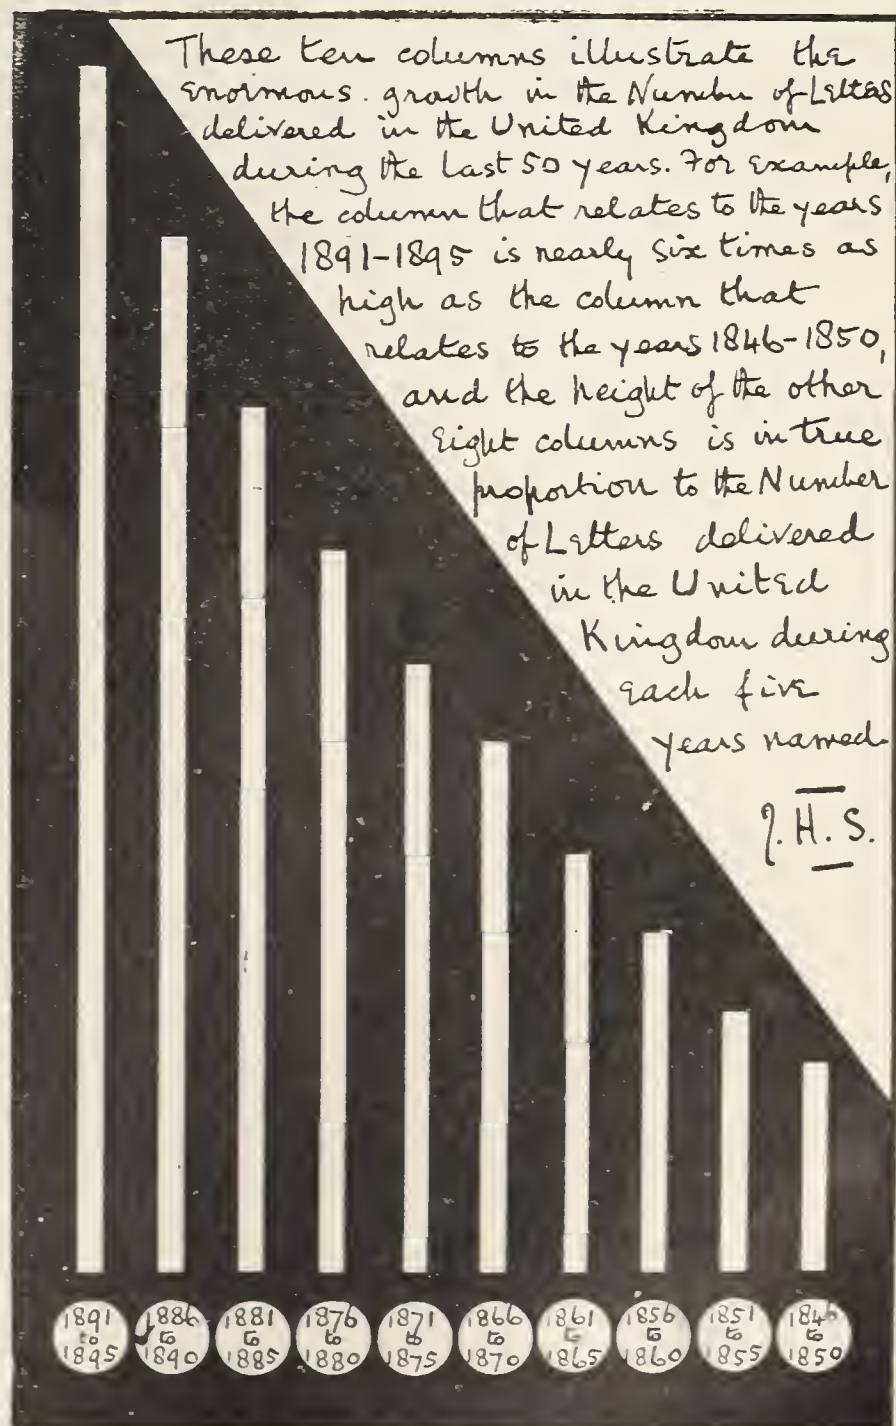 These ten columns illustrate the
enormous growth in the Number of Letters
delivered in the United Kingdom
during the last 50 years. For example,
the column that relates to the years
1891-1895 is nearly six times as
high as the column that
relates to the years 1846-1850,
and the height of the other
eight columns is in true
proportion to the Number
of Letters delivered
in the United
Kingdom during
each five
years named.
J. H. S.
1891 to 1895
1886 to 1890
1881 to 1885
1876 to 1880
1871 to 1875
1866 to 1870
1861 to 1865
1856 to 1860
1851 to 1855
1846 to 1850